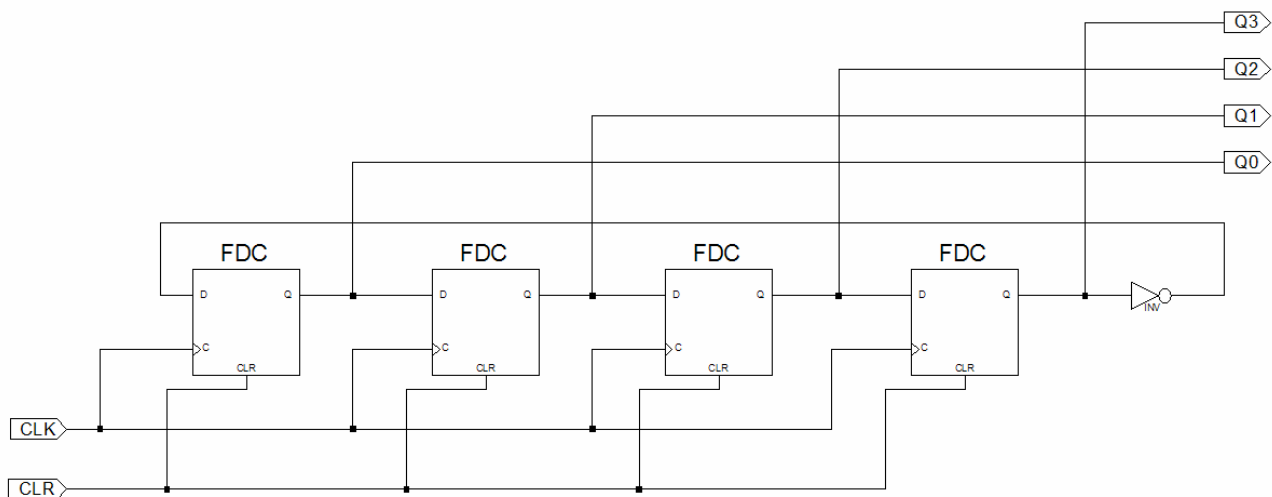 Q3
Q2
Q1
Q0
FDC FDC FDC FDC
D Q D Q D Q D Q
INV
C C C C
CLR CLR CLR CLR
CLK
CLR